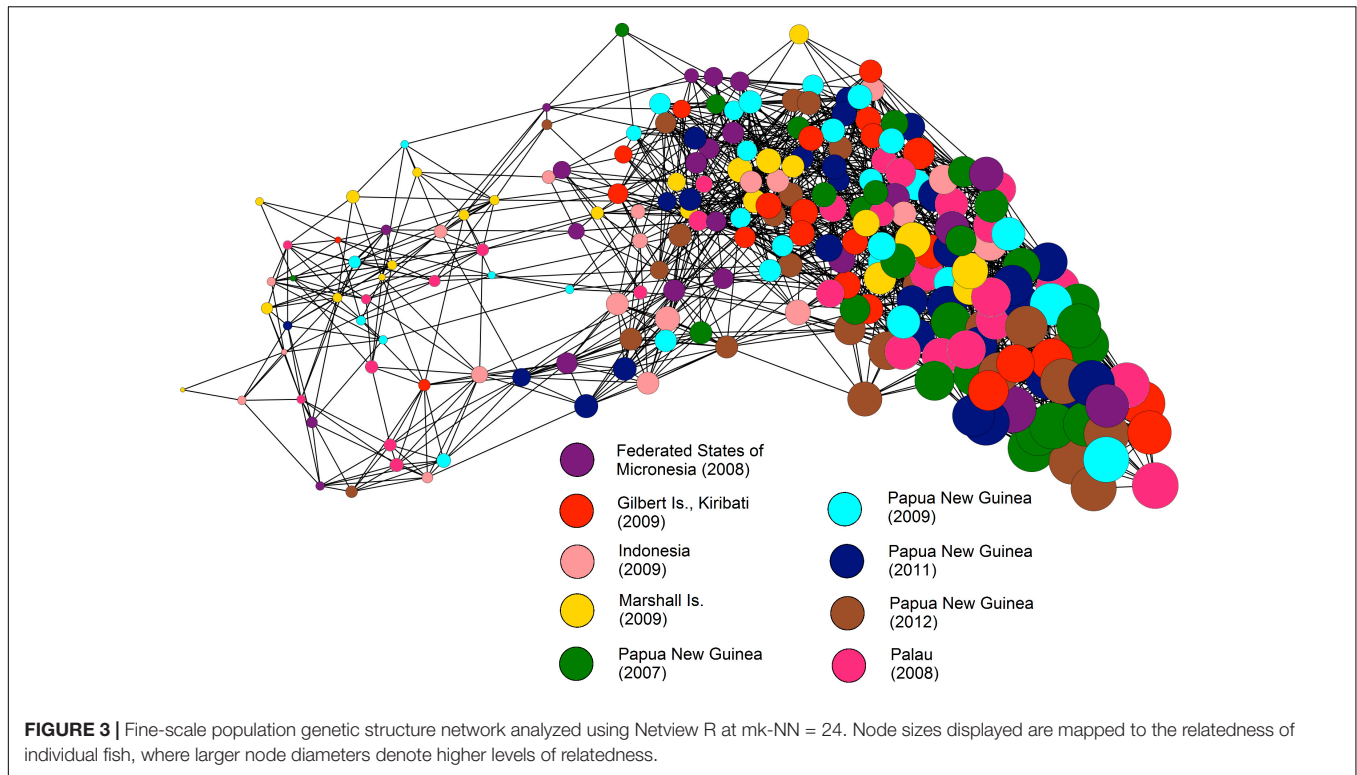 Federated States of
Micronesia (2008)
Gilbert Is., Kiribati
(2009)
Indonesia
(2009)
Marshall Is.
(2009)
Papua New Guinea
(2007)
Papua New Guinea
(2009)
Papua New Guinea
(2011)
Papua New Guinea
(2012)
Palau
(2008)
FIGURE 3 | Fine-scale population genetic structure network analyzed using Netview R at mk-NN = 24. Node sizes displayed are mapped to the relatedness of
individual fish, where larger node diameters denote higher levels of relatedness.